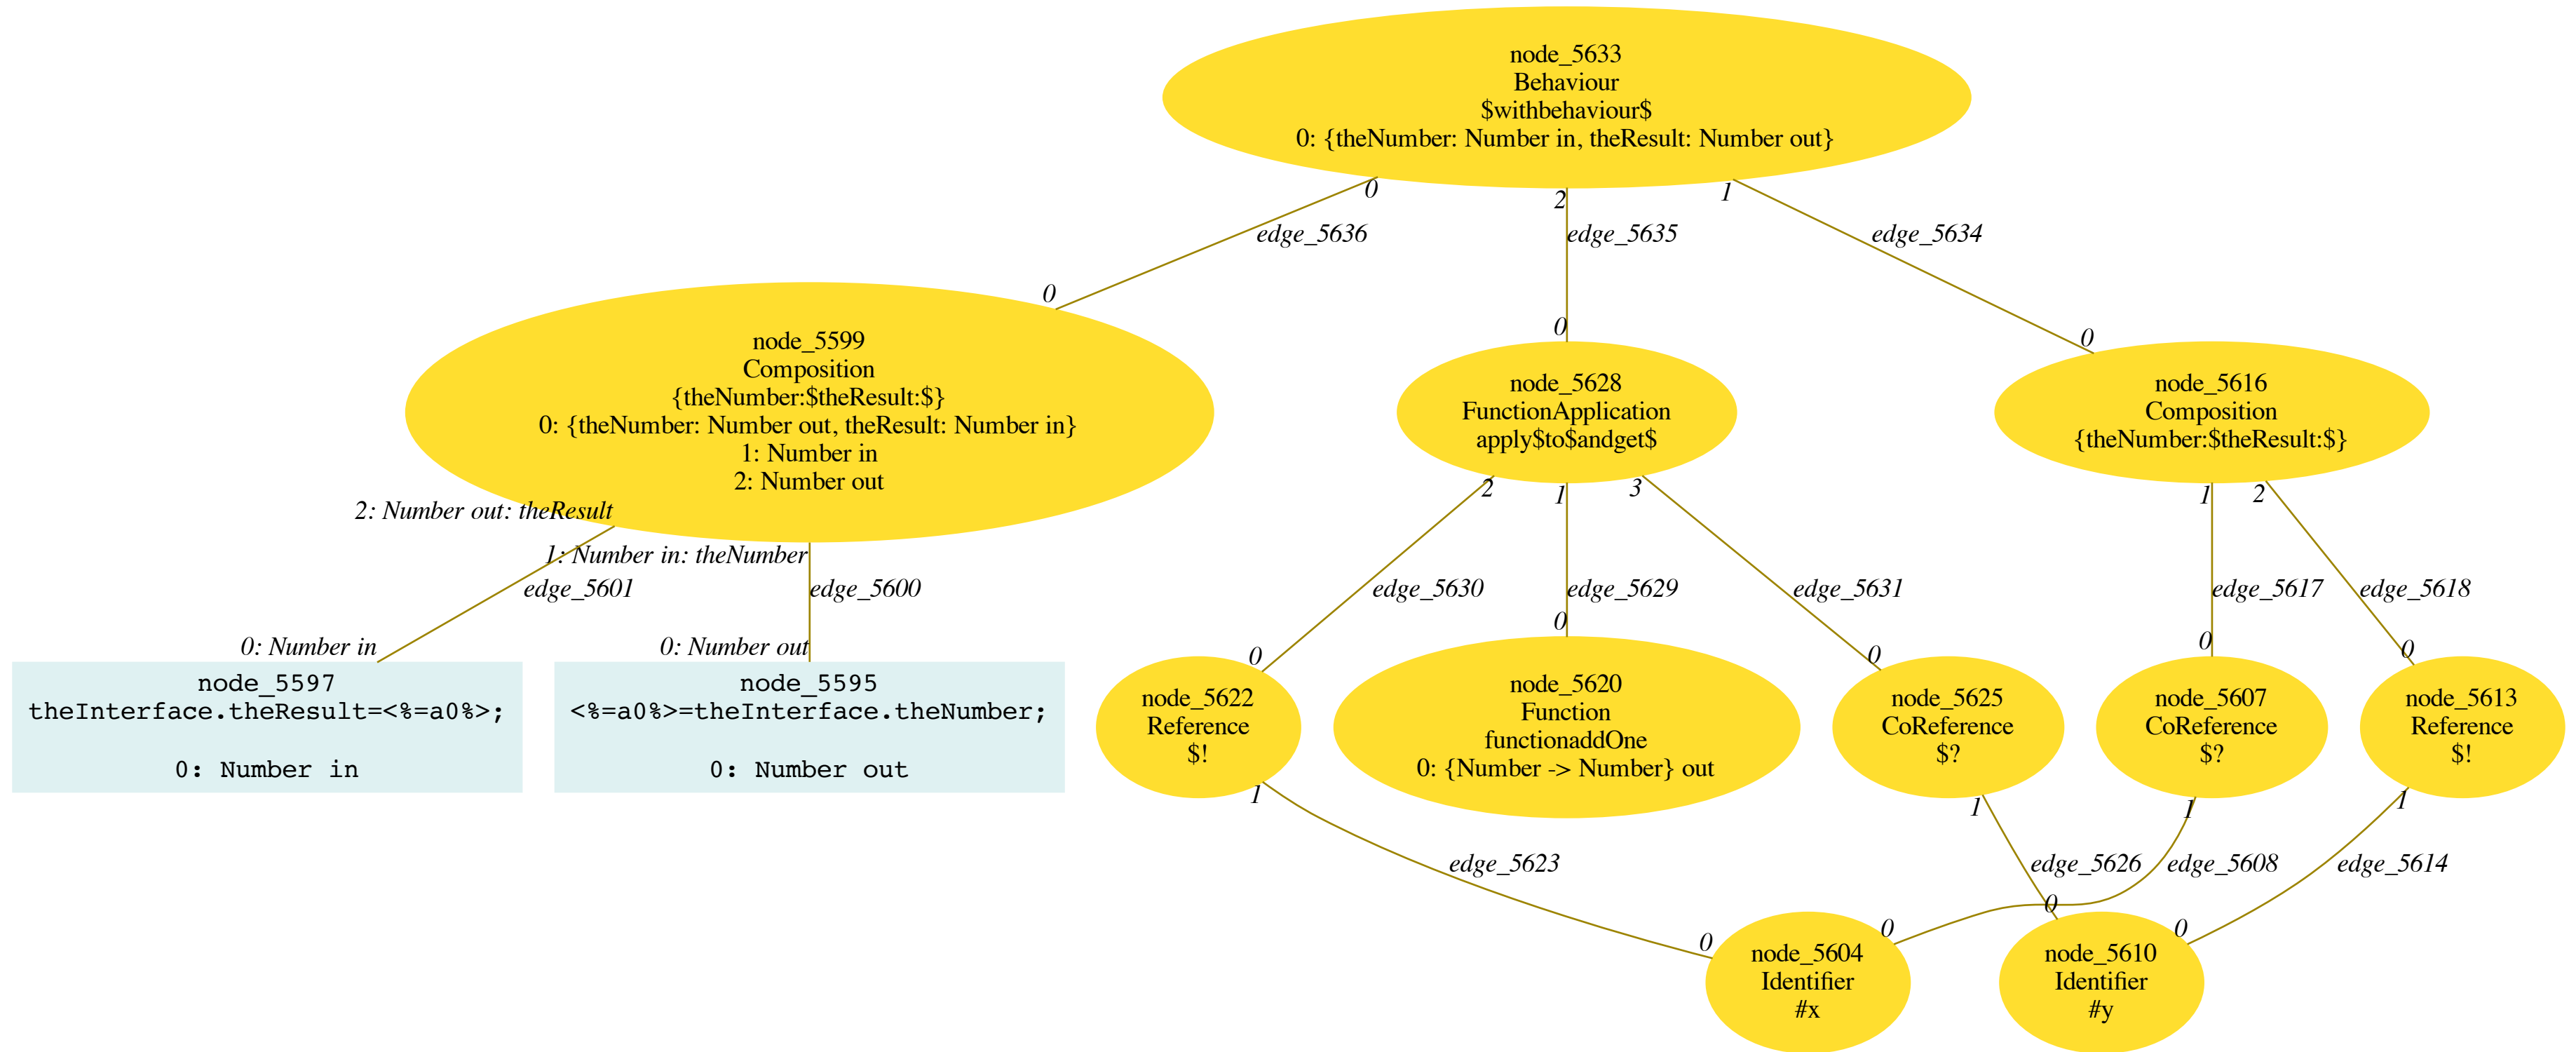 node_5633
Behaviour
$withbehaviour$
0: {theNumber: Number in, theResult: Number out}
0
2
1
edge_5636
edge_5635
edge_5634
0
0
0
node_5599
Composition
{theNumber:$theResult:$}
0: {theNumber: Number out, theResult: Number in}
1: Number in
2: Number out
node_5628
FunctionApplication
apply$to$andget$
node_5616
Composition
{theNumber:$theResult:$}
2: Number out: theResult
1: Number in: theNumber
2
1
3
1
2
edge_5601
edge_5600
edge_5630
edge_5629
edge_5631
edge_5617
edge_5618
0: Number in
0: Number out
0
0
0
0
0
node_5597
theInterface.theResult=<%=a0%>;
0: Number in
node_5595
<%=a0%>=theInterface.theNumber;
0: Number out
node_5622
Reference
$!
node_5620
Function
functionaddOne
0: {Number -> Number} out
node_5625
CoReference
$?
node_5607
CoReference
$?
node_5613
Reference
$!
1
1
1
1
edge_5623
edge_5626
edge_5608
edge_5614
0
0
0
0
node_5604
Identifier
#x
node_5610
Identifier
#y